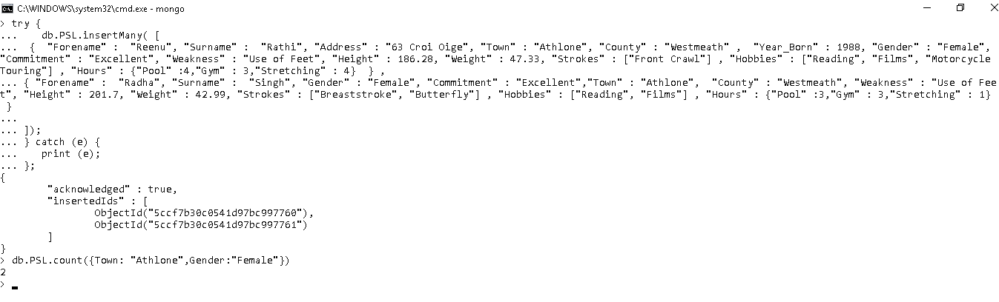 C:\WINDOWS\system32\cmd.exe - mongo
> try {
...    db.PSL.insertMany( [
...  {  "Forename" :  "Reenu", "Surname" :  "Rathi", "Address" : "63 Croi Oige", "Town" : "Athlone", "County" : "Westmeath" ,  "Year_Born" : 1988, "Gender" : "Female",
"Commitment" : "Excellent", "Weakness" : "Use of Feet", "Height" : 186.28, "Weight" : 47.33, "Strokes" : ["Front Crawl"] , "Hobbies" : ["Reading", "Films", "Motorcycle
Touring"] , "Hours" : {"Pool" :4,"Gym" : 3,"Stretching" : 4}  } ,
... { "Forename" :  "Radha", "Surname" :  "Singh", "Gender" : "Female", "Commitment" : "Excellent","Town" : "Athlone",  "County" : "Westmeath", "Weakness" : "Use of Fee
t", "Height" : 201.7, "Weight" : 42.99, "Strokes" : ["Breaststroke", "Butterfly"] , "Hobbies" : ["Reading", "Films"] , "Hours" : {"Pool" :3,"Gym" : 3,"Stretching" : 1}
 }
...
... ]);
... } catch (e) {
...    print (e);
... };
{
        "acknowledged" : true,
        "insertedIds" : [
                ObjectId("5ccf7b30c0541d97bc997760"),
                ObjectId("5ccf7b30c0541d97bc997761")
        ]
}
> db.PSL.count({Town: "Athlone",Gender:"Female"})
2
>